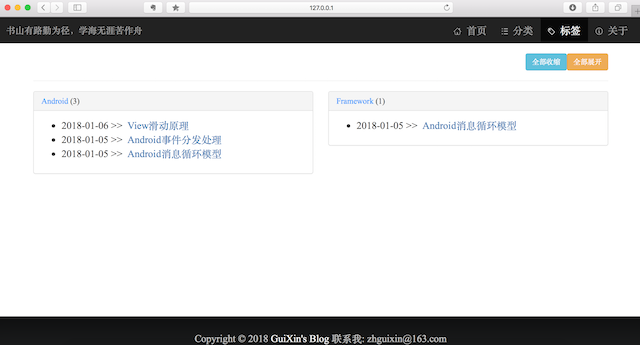 127.0.0.1
书山有路勤为径，学海无涯苦作舟
首页 分类 标签 关于
全部收缩 全部展开
Android (3)
2018-01-06 >> View滑动原理
2018-01-05 >> Android事件分发处理
2018-01-05 >> Android消息循环模型
Framework (1)
2018-01-05 >> Android消息循环模型
Copyright © 2018 GuiXin's Blog 联系我: zhguixin@163.com